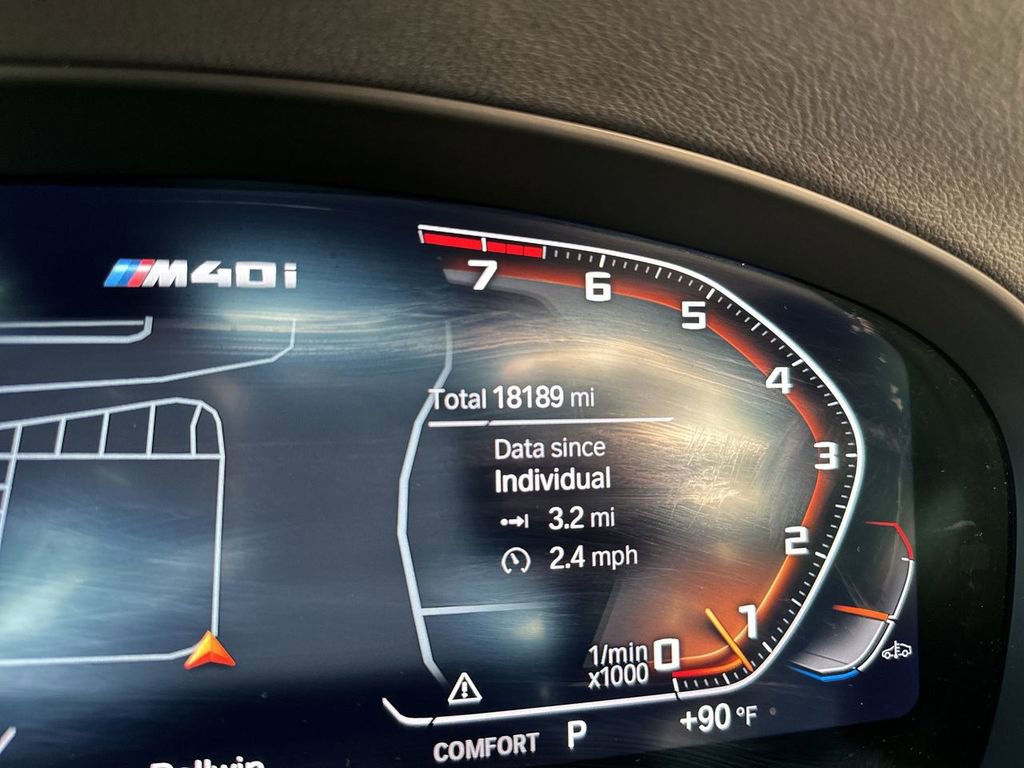 M40i
7
6
5
4
3
2
1
0
Total 18189 mi
Data since
Individual
3.2 mi
2.4 mph
1/min
x1000
+90 °F
COMFORT P